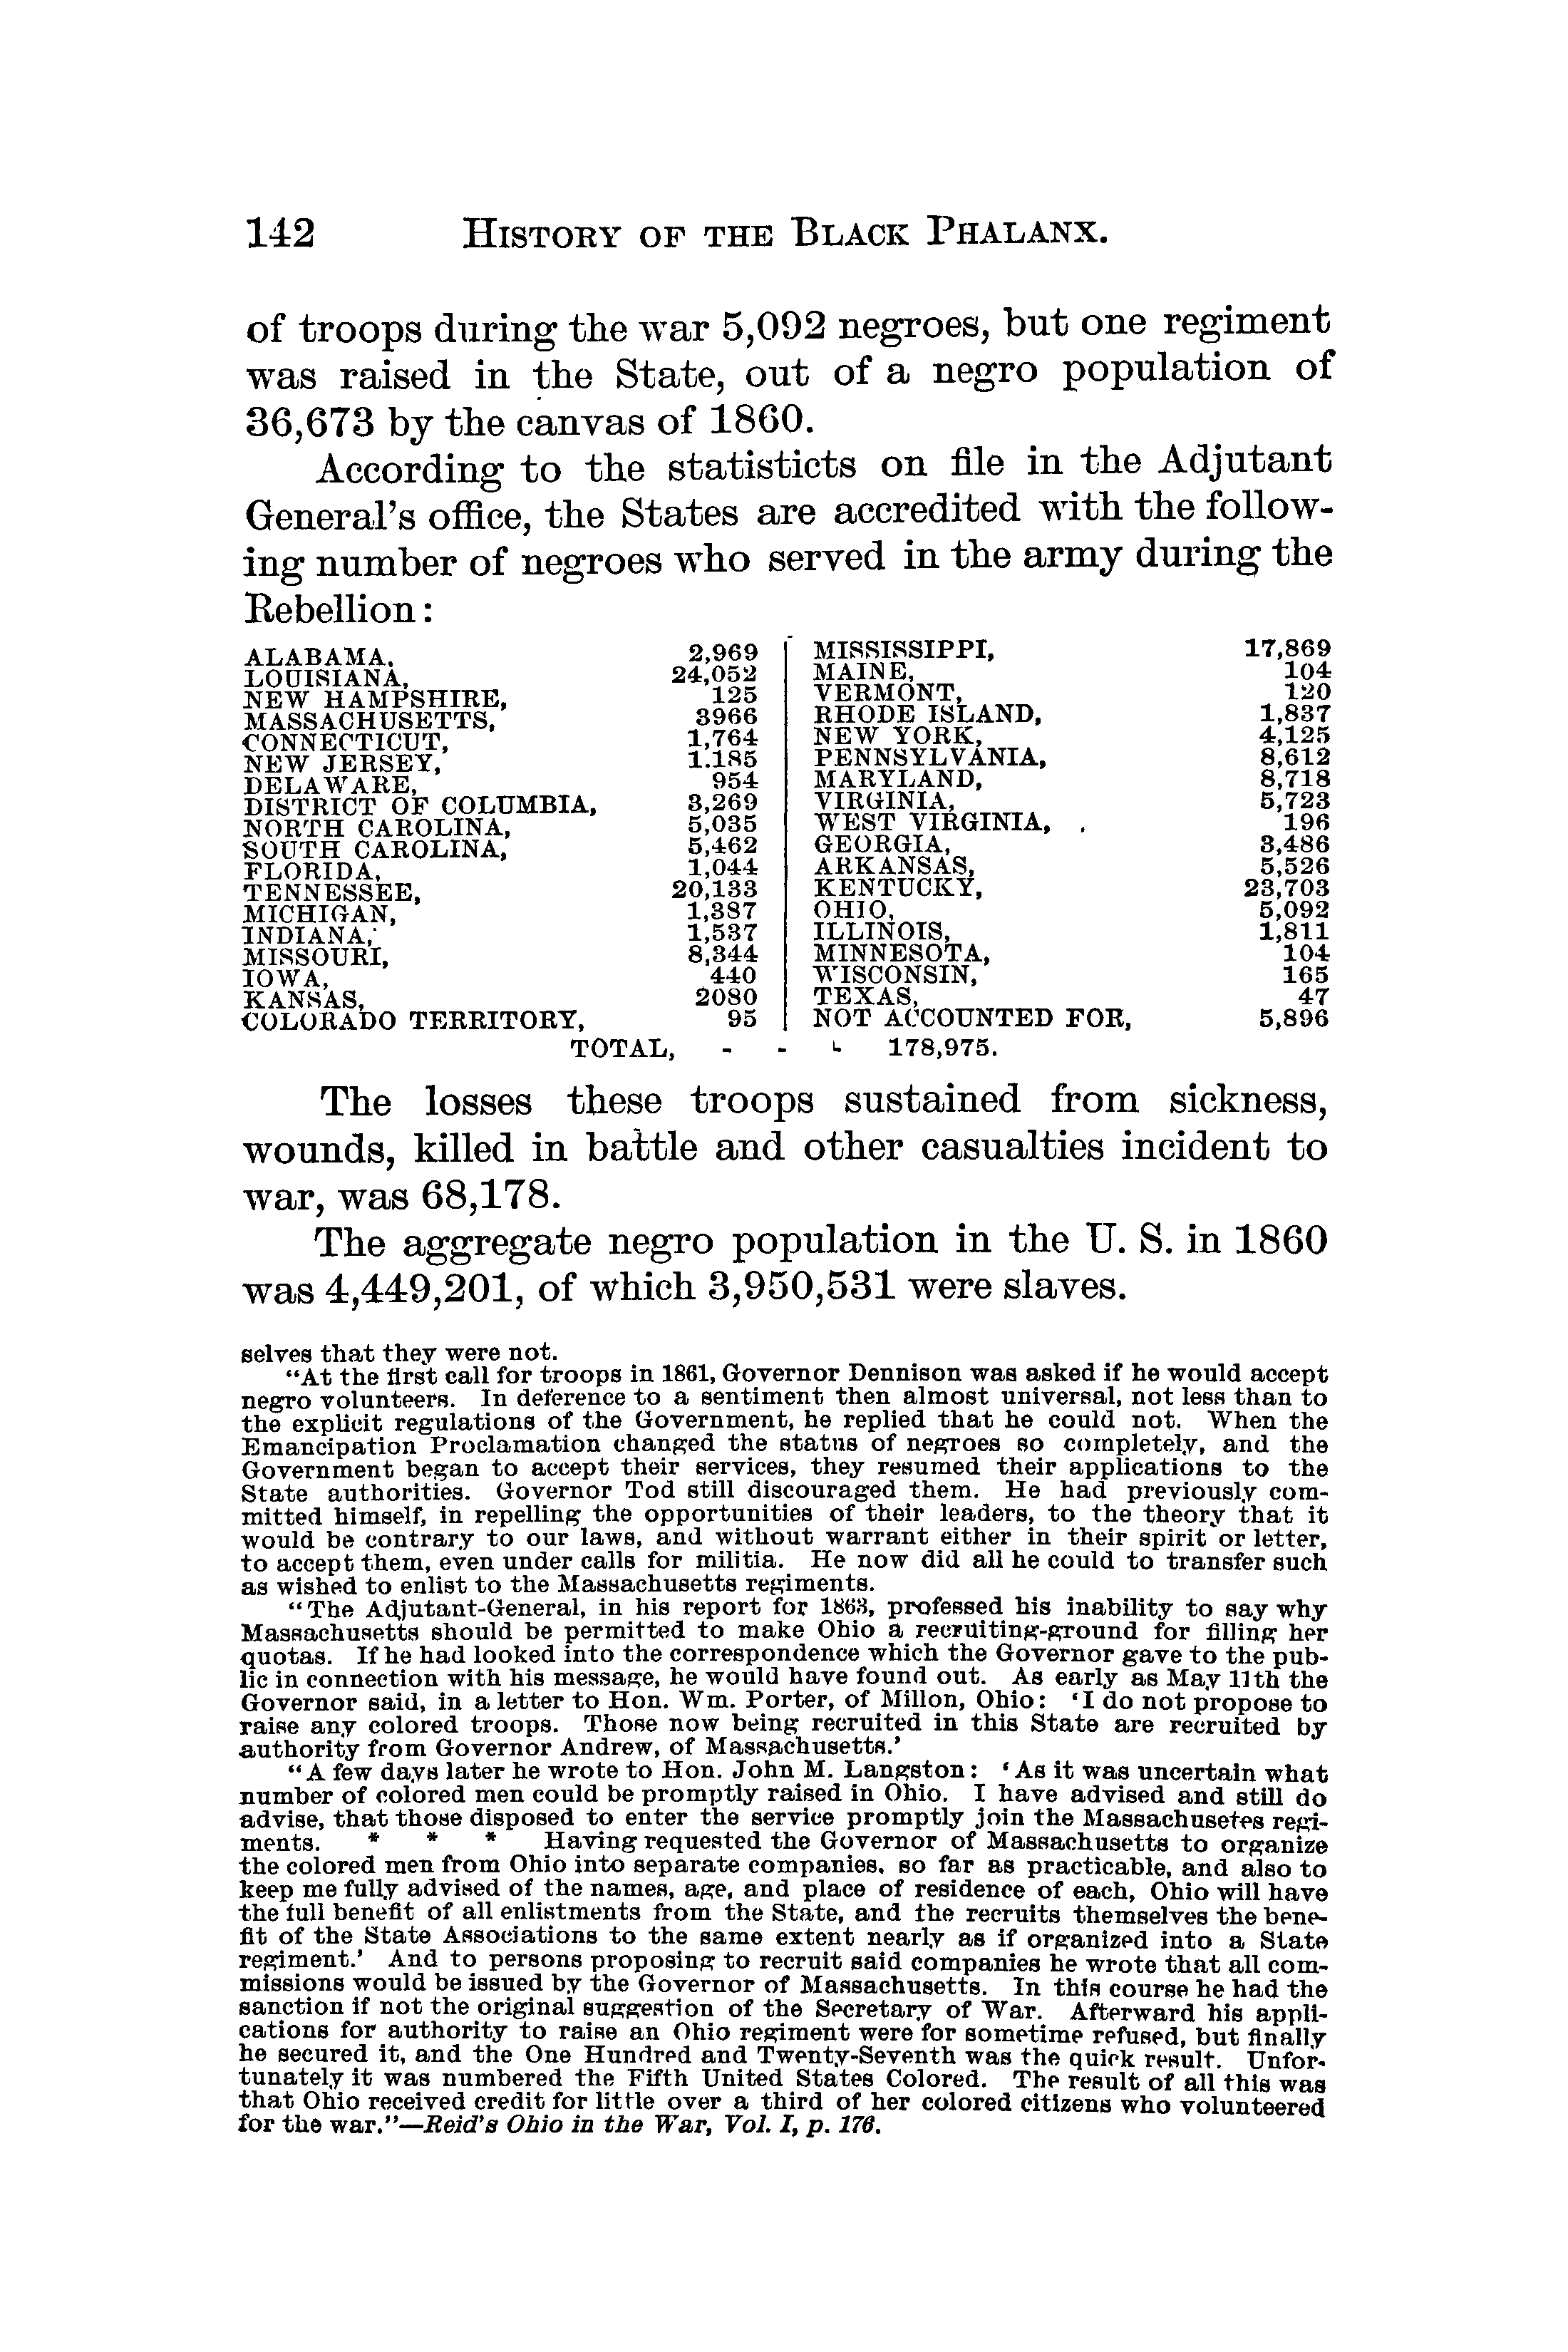 142 HISTORY OF THE BLACK PHALANX.
of troops during the war 5,092 negroes, but one regiment
was raised in the State, out of a negro population of
36,673 by the canvas of 1860.
According to the statisticts on file in the Adjutant
General's office, the States are accredited with the follow-
ing number of negroes who served in the army during the
Rebellion:
ALABAMA, 2,969
LOUISIANA, 24,052
NEW HAMPSHIRE, 125
MASSACHUSETTS, 3966
CONNECTICUT, 1,764
NEW JERSEY, 1.185
DELAWARE, 954
DISTRICT OF COLUMBIA, 3,269
NORTH CAROLINA, 5,035
SOUTH CAROLINA, 5,462
FLORIDA, 1,044
TENNESSEE, 20,133
MICHIGAN, 1,387
INDIANA, 1,537
MISSOURI, 8,344
IOWA, 440
KANSAS, 2080
COLORADO TERRITORY, 95
MISSISSIPPI, 17,869
MAINE, 104
VERMONT, 120
RHODE ISLAND, 1,837
NEW YORK, 4,125
PENNSYLVANIA, 8,612
MARYLAND, 8,718
VIRGINIA, 5,723
WEST VIRGINIA, 196
GEORGIA, 3,486
ARKANSAS, 5,526
KENTUCKY, 23,703
OHIO, 5,092
ILLINOIS, 1,811
MINNESOTA, 104
WISCONSIN, 165
TEXAS, 47
NOT ACCOUNTED FOR, 5,896
TOTAL, - - - 178,975.
The losses these troops sustained from sickness,
wounds, killed in battle and other casualties incident to
war, was 68,178.
The aggregate negro population in the U. S. in 1860
was 4,449,201, of which 3,950,531 were slaves.
selves that they were not.
"At the first call for troops in 1861, Governor Dennison was asked if he would accept
negro volunteers. In deference to a sentiment then almost universal, not less than to
the explicit regulations of the Government, he replied that he could not. When the
Emancipation Proclamation changed the status of negroes so completely, and the
Government began to accept their services, they resumed their applications to the
State authorities. Governor Tod still discouraged them. He had previously com-
mitted himself, in repelling the opportunities of their leaders, to the theory that it
would be contrary to our laws, and without warrant either in their spirit or letter,
to accept them, even under calls for militia. He now did all he could to transfer such
as wished to enlist to the Massachusetts regiments.
"The Adjutant-General, in his report for 1863, professed his inability to say why
Massachusetts should be permitted to make Ohio a recruiting-ground for filling her
quotas. If he had looked into the correspondence which the Governor gave to the pub-
lic in connection with his message, he would have found out. As early as May 11th the
Governor said, in a letter to Hon. Wm. Porter, of Millon, Ohio: 'I do not propose to
raise any colored troops. Those now being recruited in this State are recruited by
authority from Governor Andrew, of Massachusetts.'
"A few days later he wrote to Hon. John M. Langston: 'As it was uncertain what
number of colored men could be promptly raised in Ohio. I have advised and still do
advise, that those disposed to enter the service promptly join the Massachusetes regi-
ments. * * * Having requested the Governor of Massachusetts to organize
the colored men from Ohio into separate companies, so far as practicable, and also to
keep me fully advised of the names, age, and place of residence of each, Ohio will have
the full benefit of all enlistments from the State, and the recruits themselves the bene-
fit of the State Associations to the same extent nearly as if organized into a State
regiment.' And to persons proposing to recruit said companies he wrote that all com-
missions would be issued by the Governor of Massachusetts. In this course he had the
sanction if not the original suggestion of the Secretary of War. Afterward his appli-
cations for authority to raise an Ohio regiment were for sometime refused, but finally
he secured it, and the One Hundred and Twenty-Seventh was the quick result. Unfor-
tunately it was numbered the Fifth United States Colored. The result of all this was
that Ohio received credit for little over a third of her colored citizens who volunteered
for the war."—Reid's Ohio in the War, Vol. I, p. 176.